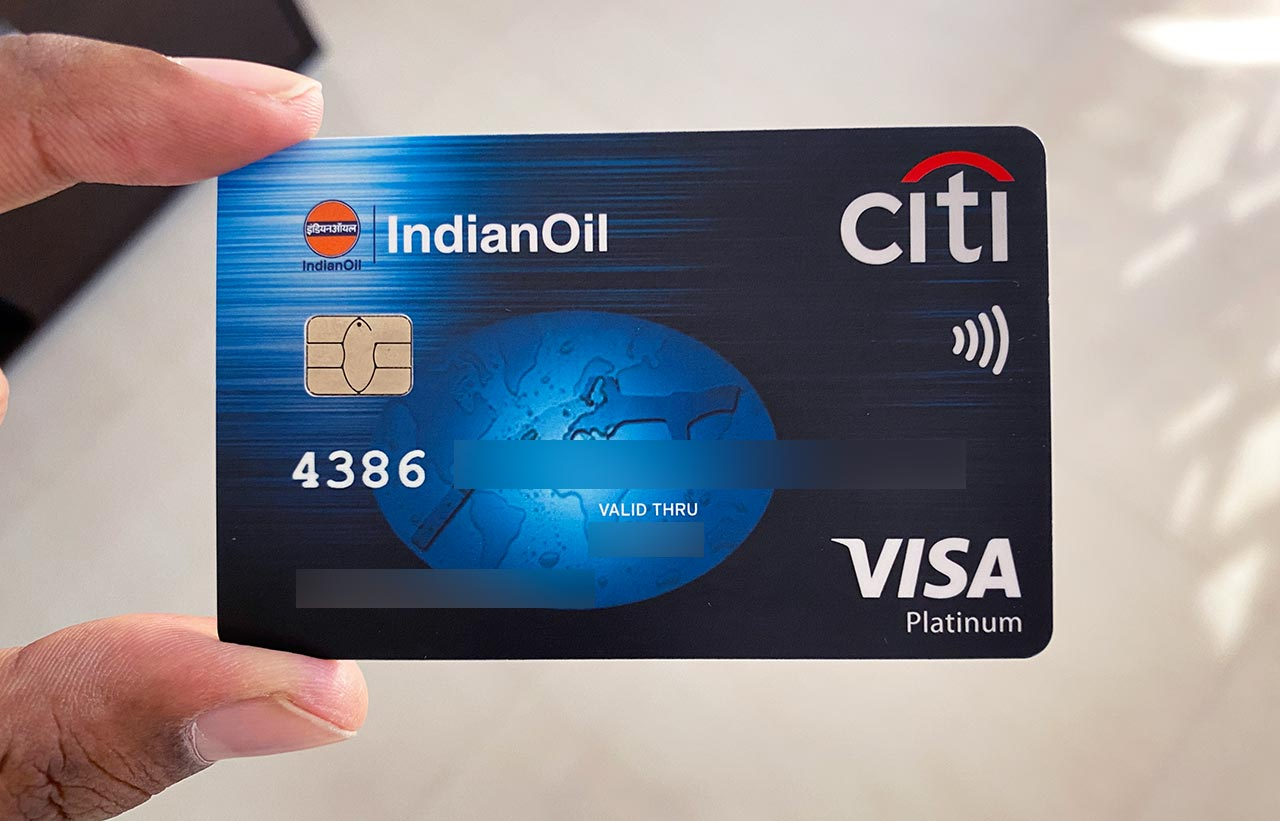 इंडियनऑयल
IndianOil
IndianOil
citi
4386
VALID THRU
VISA
Platinum